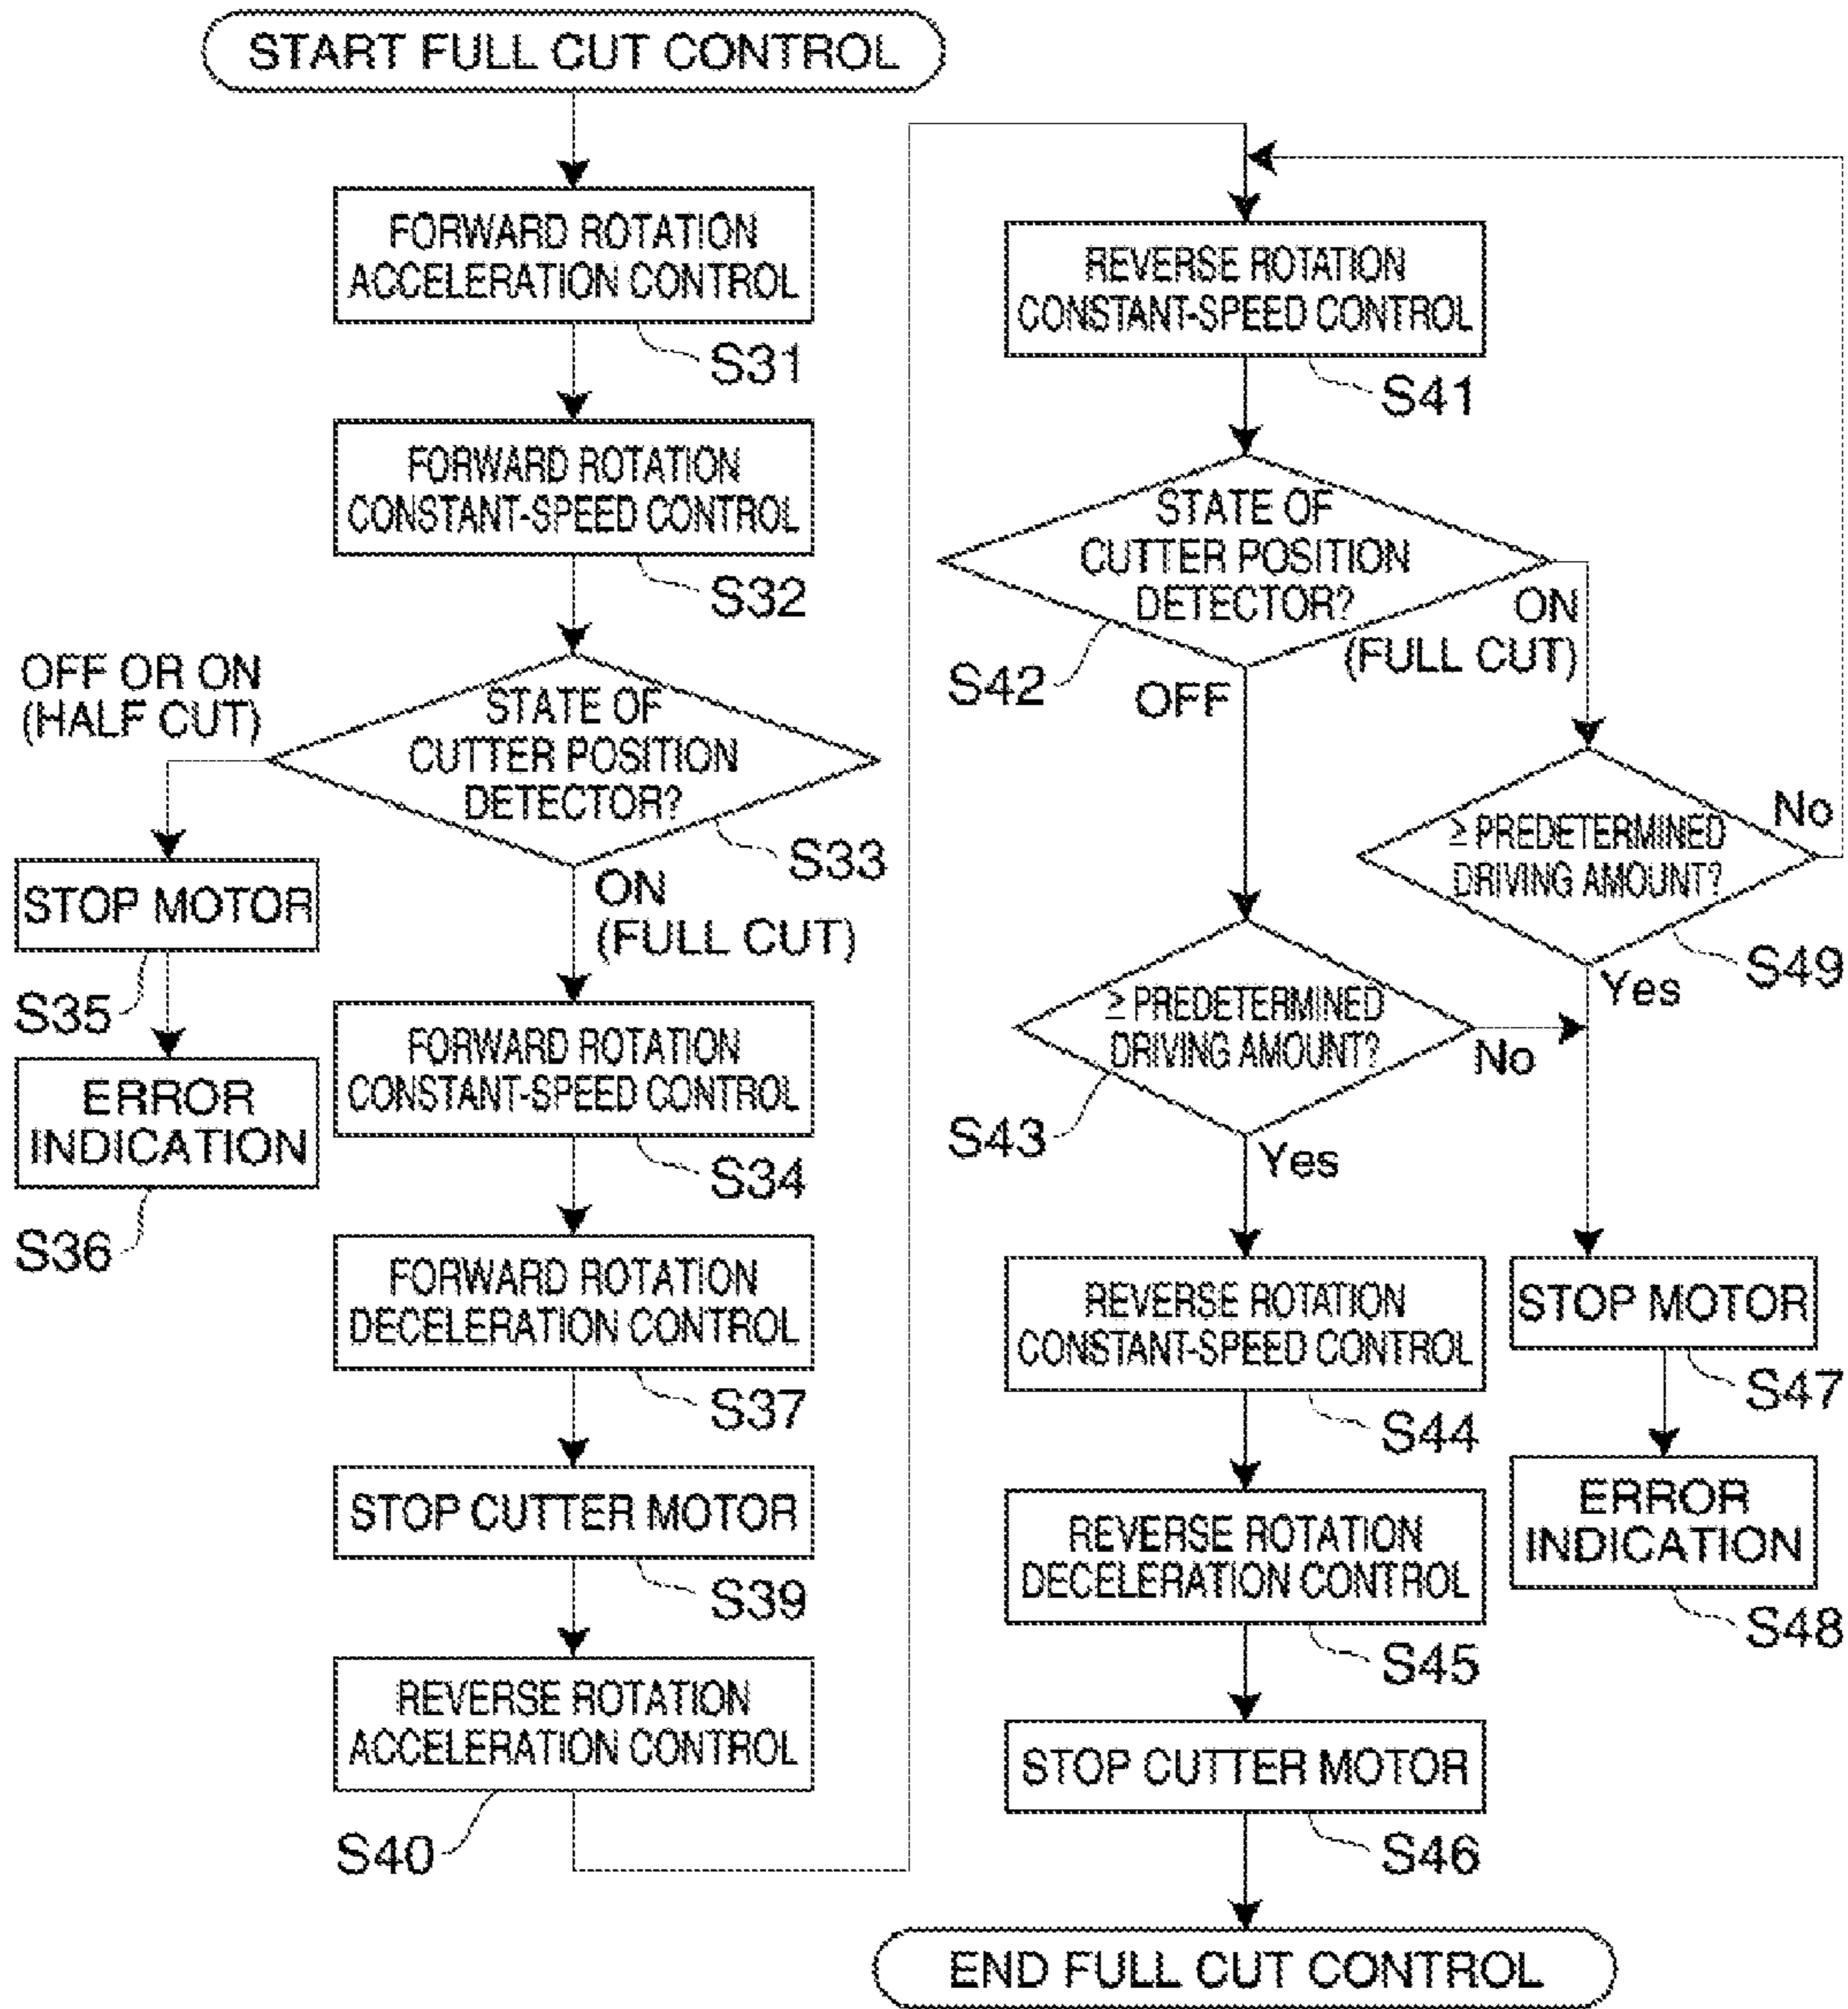 START FULL CUT CONTROL
FORWARD ROTATION
ACCELERATION CONTROL
S31
FORWARD ROTATION
CONSTANT-SPEED CONTROL
S32
OFF OR ON
(HALF CUT)
STATE OF
CUTTER POSITION
DETECTOR?
S33
STOP MOTOR
S35
ON
(FULL CUT)
ERROR
INDICATION
S36
FORWARD ROTATION
CONSTANT-SPEED CONTROL
S34
FORWARD ROTATION
DECELERATION CONTROL
S37
STOP CUTTER MOTOR
S39
REVERSE ROTATION
ACCELERATION CONTROL
S40
REVERSE ROTATION
CONSTANT-SPEED CONTROL
S41
STATE OF
CUTTER POSITION
DETECTOR?
S42
ON
(FULL CUT)
OFF
≥ PREDETERMINED
DRIVING AMOUNT?
No
S49
Yes
≥ PREDETERMINED
DRIVING AMOUNT?
No
S43
Yes
REVERSE ROTATION
CONSTANT-SPEED CONTROL
S44
STOP MOTOR
S47
REVERSE ROTATION
DECELERATION CONTROL
S45
ERROR
INDICATION
S48
STOP CUTTER MOTOR
S46
END FULL CUT CONTROL